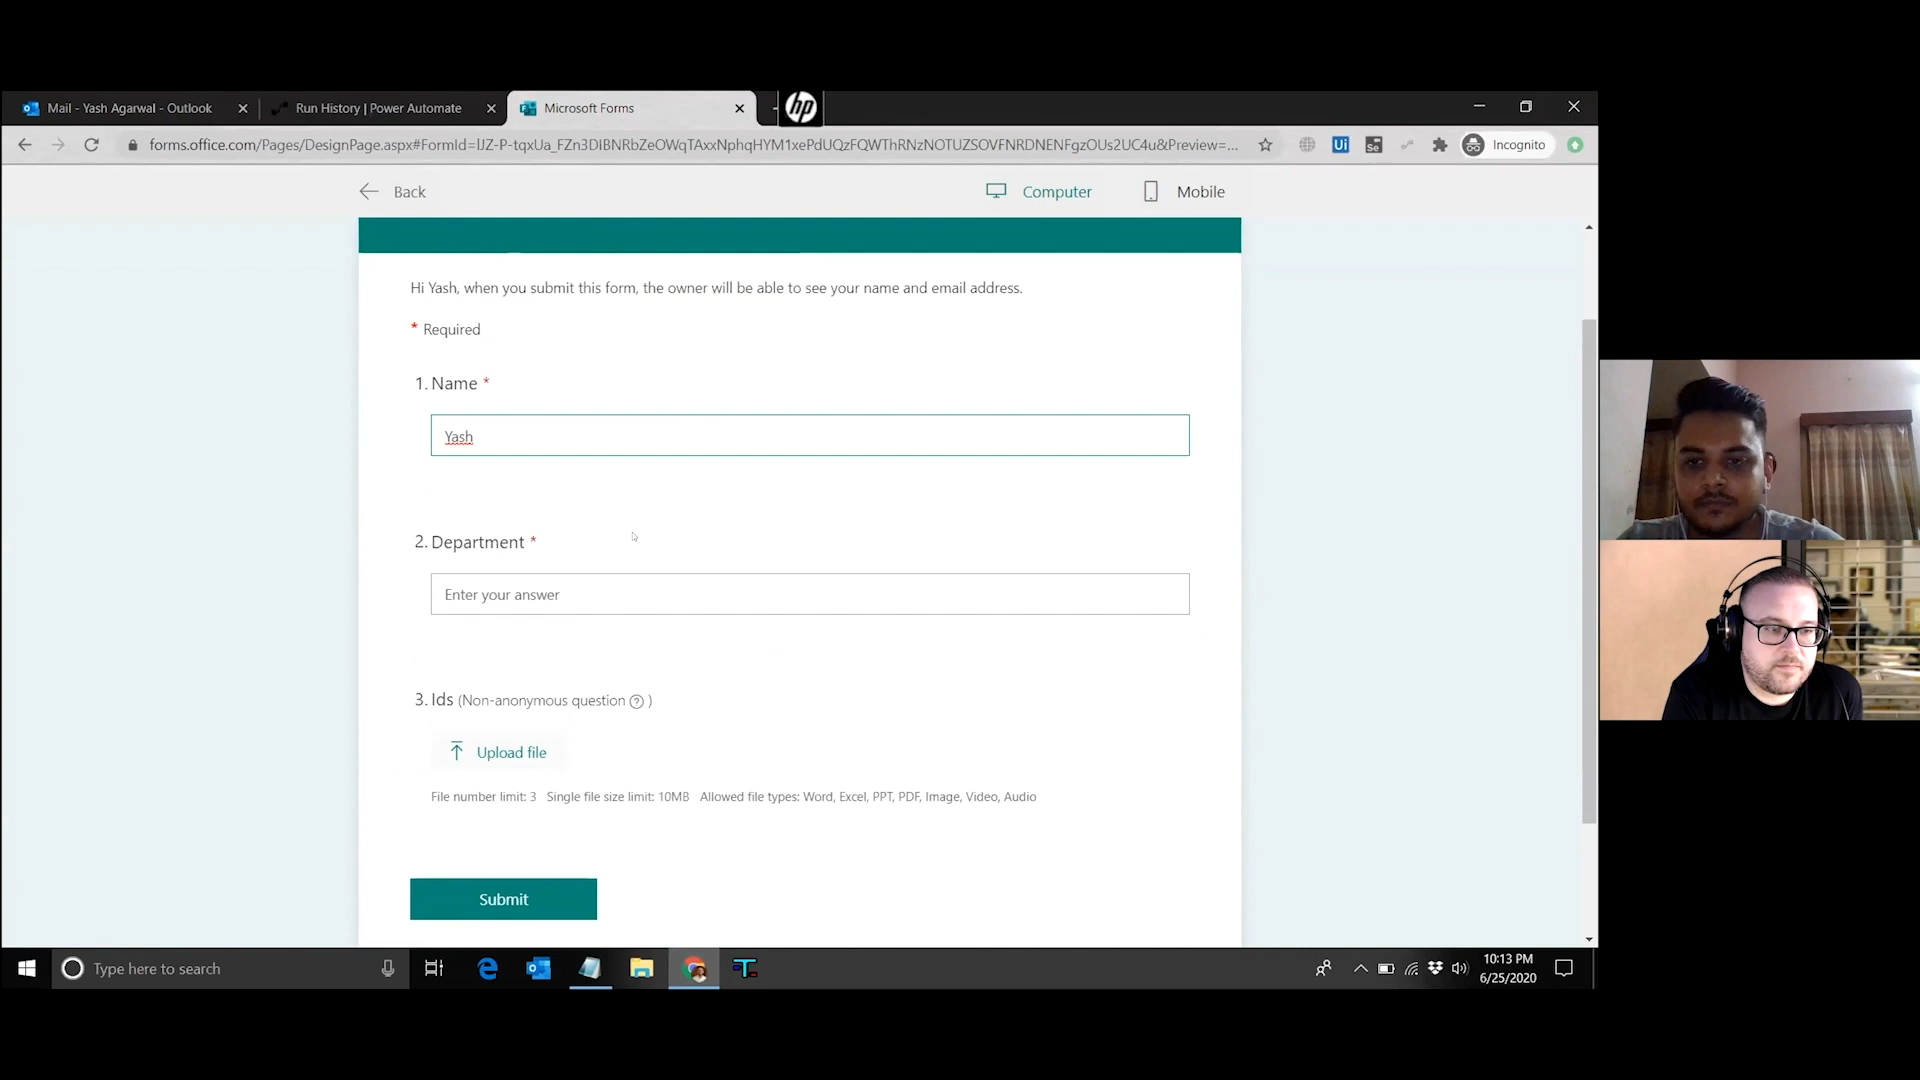 Mail - Yash Agarwal - Outlook
Run History | Power Automate
Microsoft Forms
hp
forms.office.com/Pages/DesignPage.aspx#FormId=
Ui
Se
Incognito
Back
Computer
Mobile
Hi Yash, when you submit this form, the owner will be able to see your name and email address.
* Required
1. Name *
Yash
2. Department *
Enter your answer
3. Ids (Non-anonymous question ? )
Upload file
File number limit: 3 Single file size limit: 10MB Allowed file types: Word, Excel, PPT, PDF, Image, Video, Audio
Submit
Type here to search
10:13 PM
6/25/2020